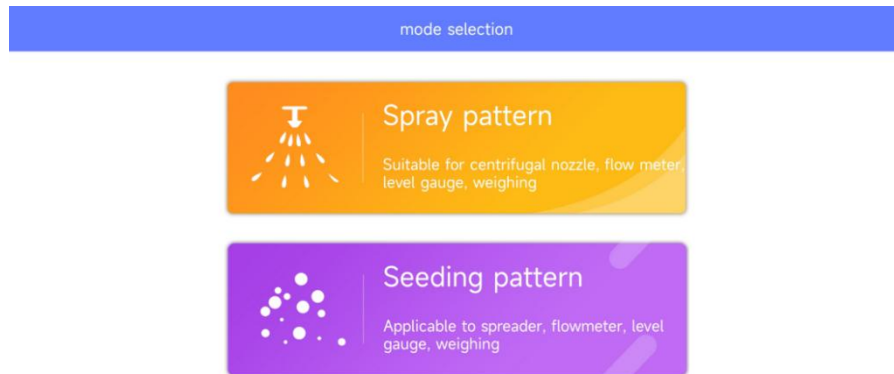 mode selection
Spray pattern
Suitable for centrifugal nozzle, flow meter,
level gauge, weighing
Seeding pattern
Applicable to spreader, flowmeter, level
gauge, weighing